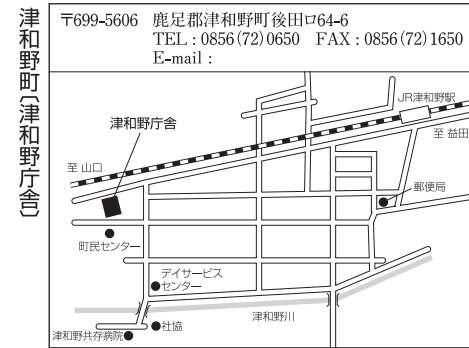 津和野町〔津和野庁舎〕
〒699-5606 鹿足郡津和野町後田ロ64-6
TEL : 0856(72)0650 FAX : 0856(72)1650
E-mail :
JR津和野駅
津和野庁舎
至 益田
至 山口
郵便局
町民センター
デイサービス
センター
津和野川
社協
津和野共存病院